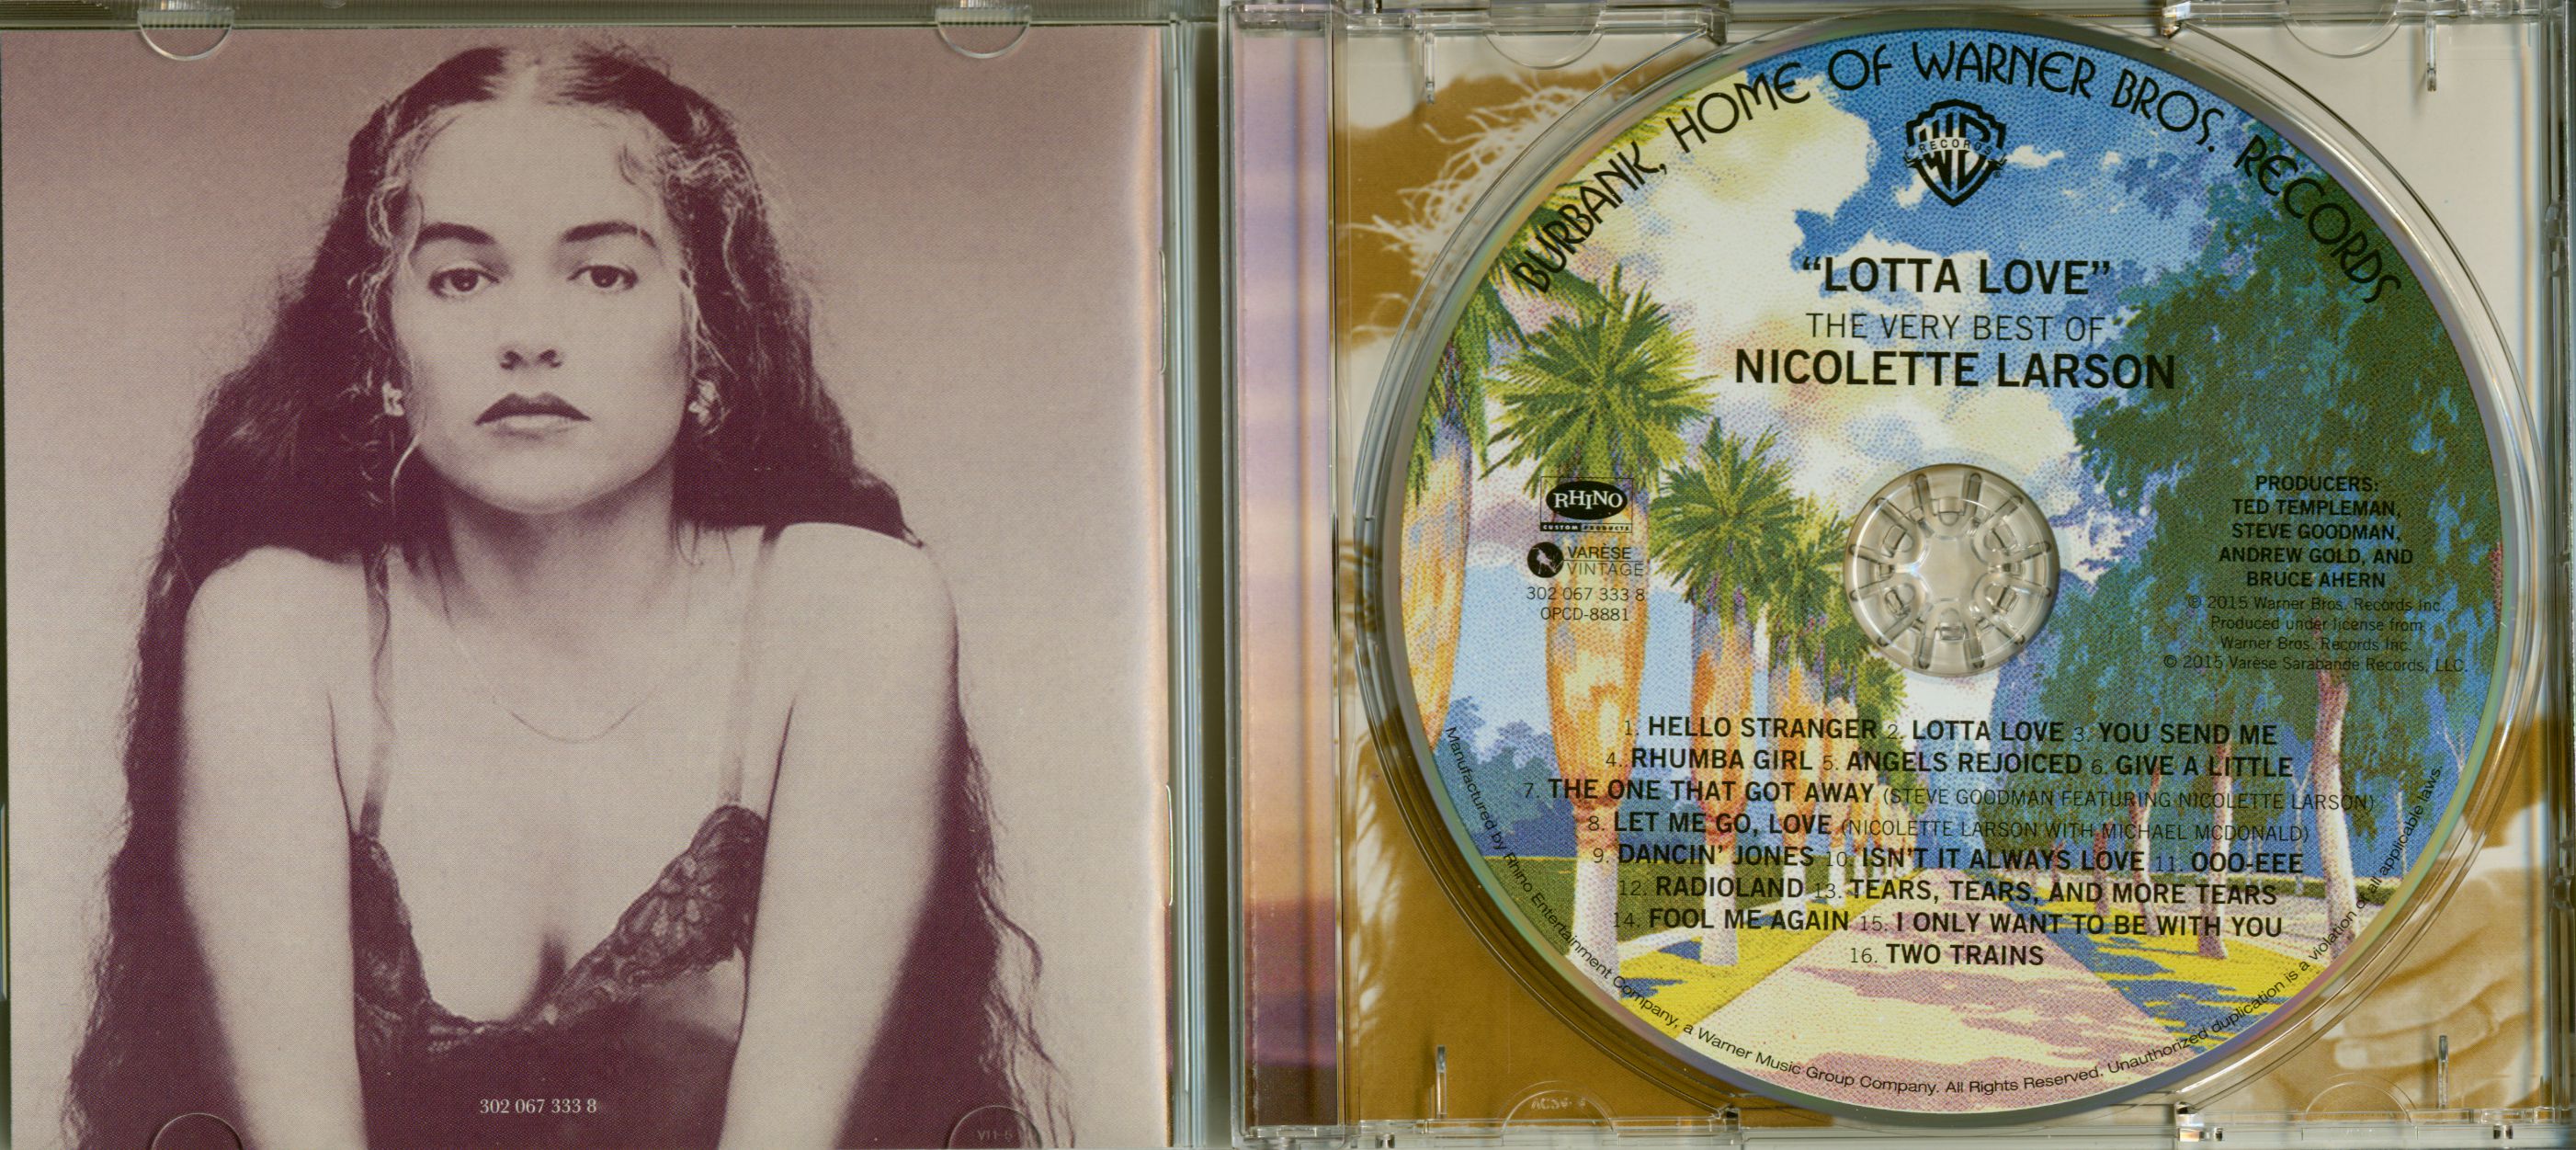 302 067 333 8
BURBANK, HOME OF WARNER BROS. RECORDS
RECORDS
“LOTTA LOVE”
THE VERY BEST OF
NICOLETTE LARSON
RHINO
CUSTOM PRODUCTS
VARÈSE
VINTAGE
302 067 333 8
OPCD-8881
PRODUCERS:
TED TEMPLEMAN,
STEVE GOODMAN,
ANDREW GOLD, AND
BRUCE AHERN
℗ 2015 Warner Bros. Records Inc.
Produced under license from
Warner Bros. Records Inc.
© 2015 Varèse Sarabande Records, LLC.
1. HELLO STRANGER 2. LOTTA LOVE 3. YOU SEND ME
4. RHUMBA GIRL 5. ANGELS REJOICED 6. GIVE A LITTLE
7. THE ONE THAT GOT AWAY (STEVE GOODMAN FEATURING NICOLETTE LARSON)
8. LET ME GO, LOVE (NICOLETTE LARSON WITH MICHAEL MCDONALD)
9. DANCIN’ JONES 10. ISN’T IT ALWAYS LOVE 11. OOO-EEE
12. RADIOLAND 13. TEARS, TEARS, AND MORE TEARS
14. FOOL ME AGAIN 15. I ONLY WANT TO BE WITH YOU
16. TWO TRAINS
Manufactured by Rhino Entertainment Company, a Warner Music Group Company. All Rights Reserved. Unauthorized duplication is a violation of all applicable laws.